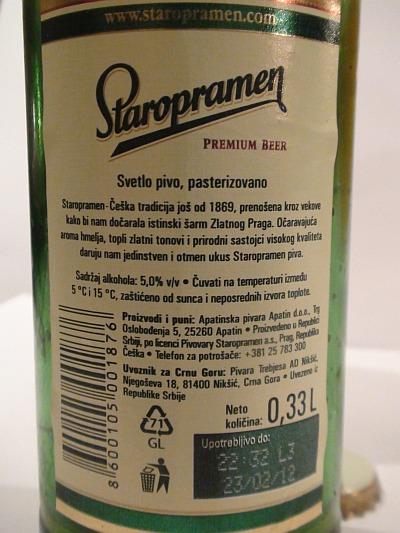 www.staropramen.com
Staropramen
PREMIUM BEER
Svetlo pivo, pasterizovano
Staropramen-Češka tradicija još od 1869, prenošena kroz vekove
kako bi nam dočarala istinski šarm Zlatnog Praga. Očaravajuća
aroma hmelja, topli zlatni tonovi i prirodni sastojci visokog kvaliteta
daruju nam jedinstven i otmen ukus Staropramen piva.
Sadržaj alkohola: 5,0% v/v • Čuvati na temperaturi između
5 °C i 15 °C, zaštićeno od sunca i neposrednih izvora toplote.
Proizvodi i puni: Apatinska pivara Apatin d.o.o., Trg
Oslobođenja 5, 25260 Apatin • Proizvedeno u Republici
Srbiji, po licenci Pivovary Staropramen a.s., Prag, Republika
Češka • Telefon za potrošače: +381 25 783 300
Uvoznik za Crnu Goru: Pivara Trebjesa AD Nikšić,
Njegoševa 18, 81400 Nikšić, Crna Gora • Uvezeno iz
Republike Srbije
8600105001876
71
GL
Neto
količina: 0,33 L
Upotrebljivo do:
22:32 L3
23/02/12